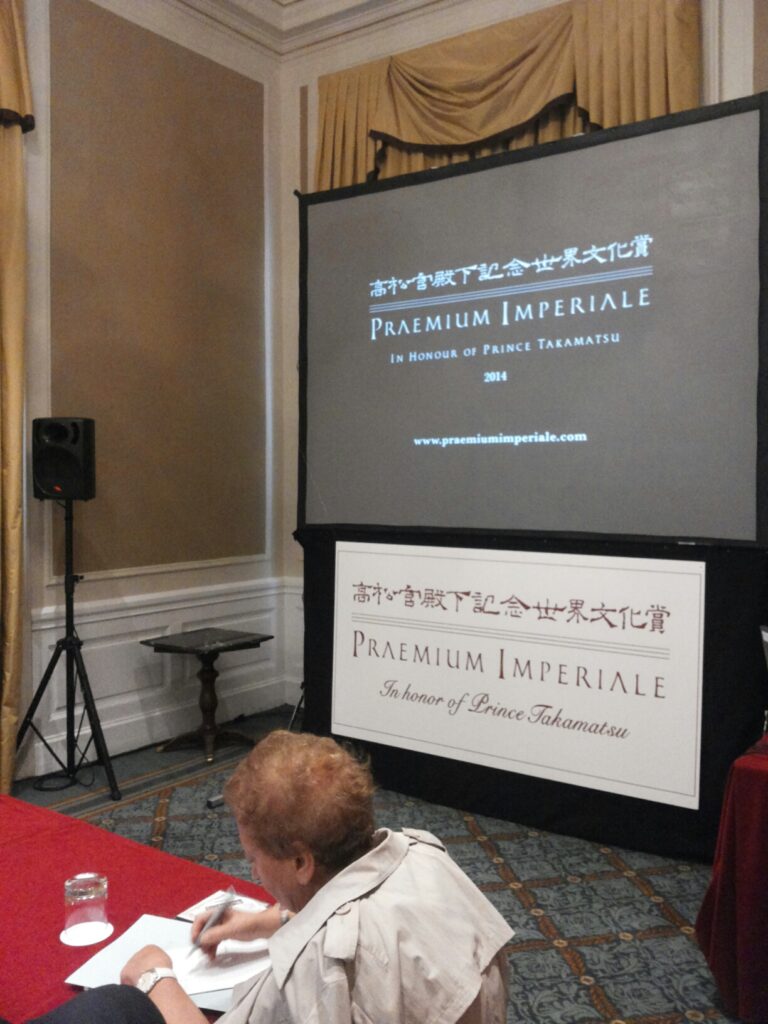 高松宮殿下記念世界文化賞
PRAEMIUM IMPERIALE
IN HONOUR OF PRINCE TAKAMATSU
2014
www.praemiumimperiale.com
高松宮殿下記念世界文化賞
PRAEMIUM IMPERIALE
In honor of Prince Takamatsu